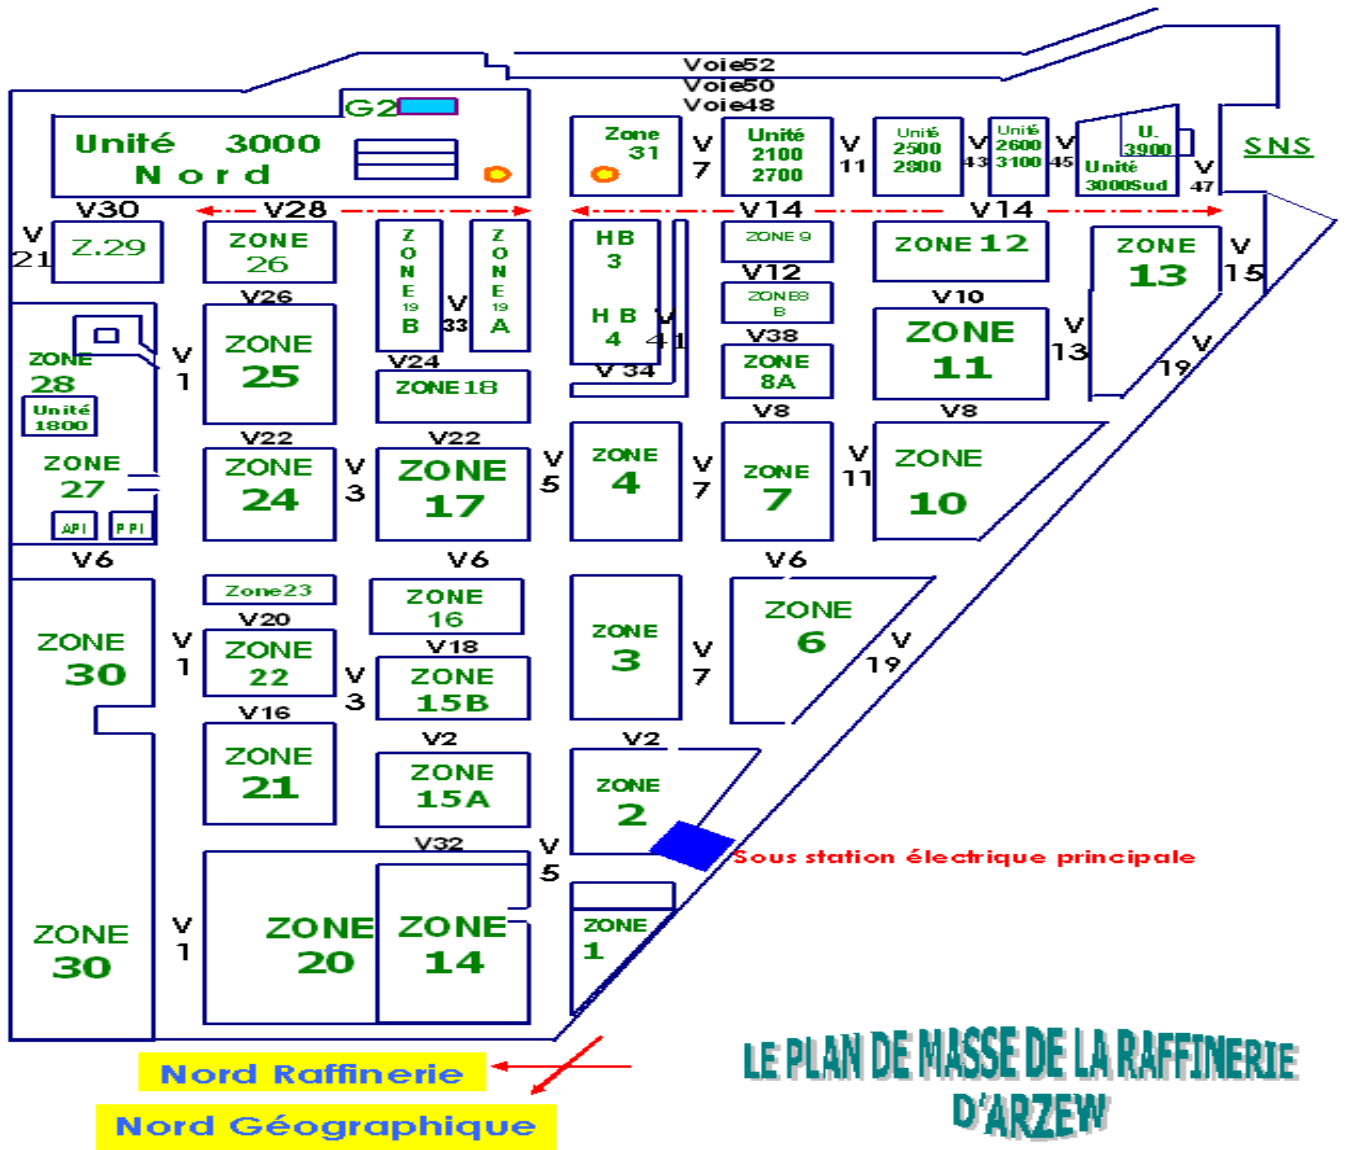 Voie52
Voie50
Voie48
G2
Unité 3000
Nord
Zone
31
V
7
Unité
2100
2700
V
11
Unité
2500
2800
V
43
Unité
2600
3100
V
45
U.
3900
Unité
3000Sud
V
47
SNS
V30
V28
V14
V14
V
21
Z.29
ZONE
26
ZONE
19
B
V
33
ZONE
19
A
HB
3
HB
4
V
41
ZONE 9
ZONE 12
ZONE
13
V
15
V26
V12
V10
ZONE8
B
V38
ZONE
25
V
1
ZONE
28
Unité
1800
V24
ZONE 18
V 34
ZONE
8A
ZONE
11
V
13
V
19
V22
V22
V8
V8
ZONE
27
API
PPI
ZONE
24
V
3
ZONE
17
V
5
ZONE
4
V
7
ZONE
7
V
11
ZONE
10
V6
V6
V6
Zone23
V20
ZONE
16
V18
ZONE
30
V
1
ZONE
22
V
3
ZONE
15B
ZONE
3
V
7
ZONE
6
V
19
V16
V2
V2
ZONE
21
ZONE
15A
ZONE
2
V32
V
5
Sous station électrique principale
ZONE
30
V
1
ZONE
20
ZONE
14
ZONE
1
Nord Raffinerie
Nord Géographique
LE PLAN DE MASSE DE LA RAFFINERIE
D'ARZEW